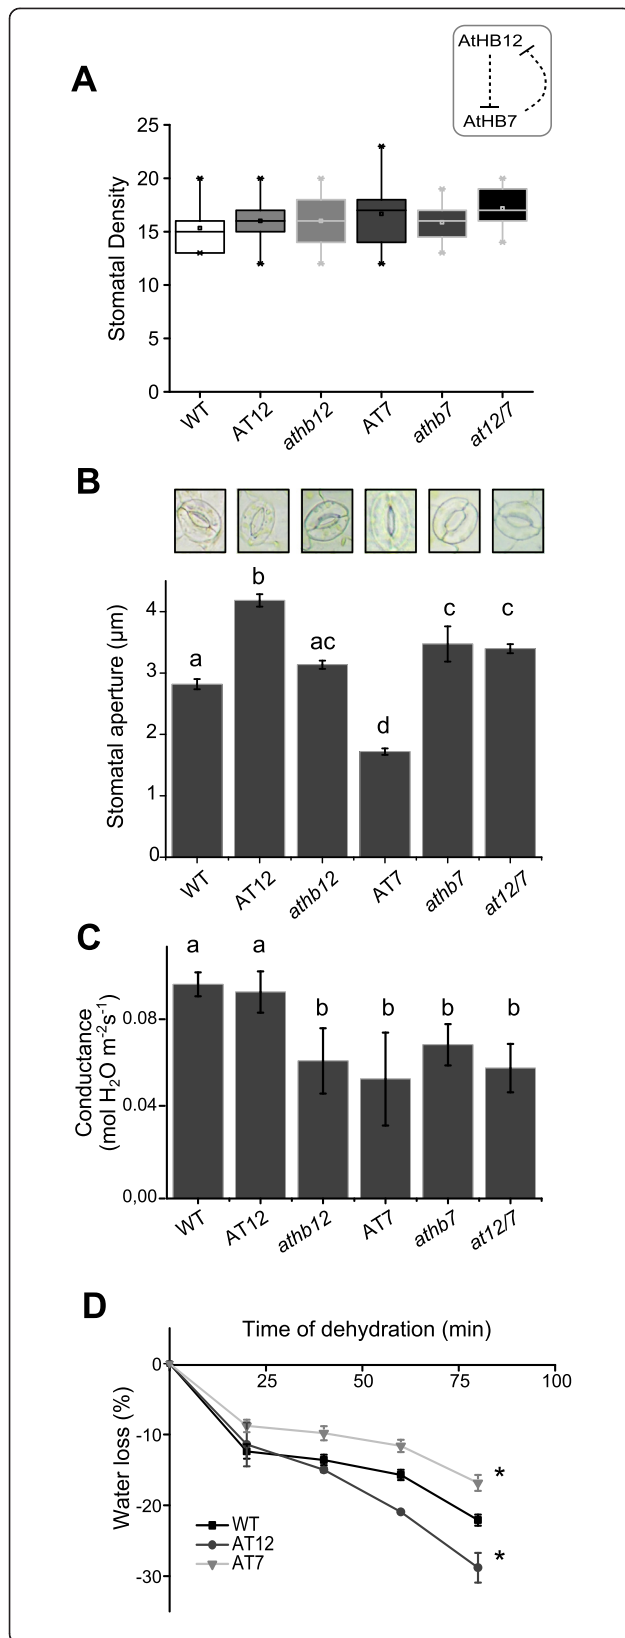 AtHB12
AtHB7
A
Stomatal Density
25
20
15
10
5
0
WT AT12 athb12 AT7 athb7 at12/7
B
Stomatal aperture (µm)
4
3
2
1
0
a b ac d c c
WT AT12 athb12 AT7 athb7 at12/7
C
Conductance
(mol H2O m-2s-1)
0.08
0.04
0,00
a a b b b b
WT AT12 athb12 AT7 athb7 at12/7
D
Time of dehydration (min)
25 50 75 100
Water loss (%)
0
-10
-20
-30
*
*
WT
AT12
AT7